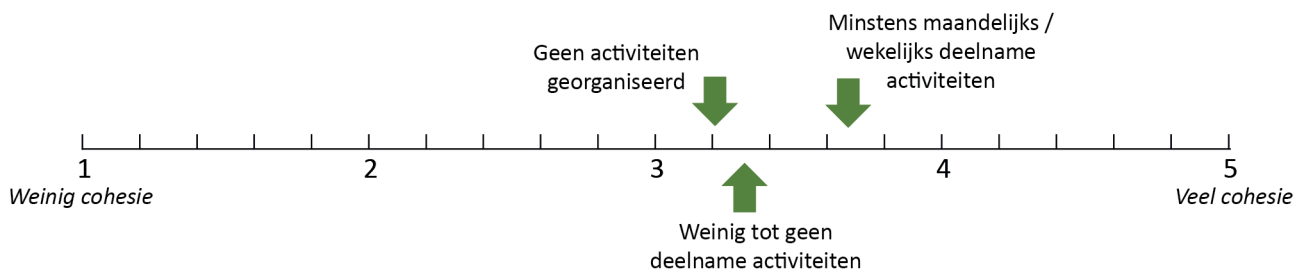 Minstens maandelijks /
wekelijks deelname
activiteiten
Geen activiteiten
georganiseerd
1 2 3 4 5
Weinig cohesie
Veel cohesie
Weinig tot geen
deelname activiteiten